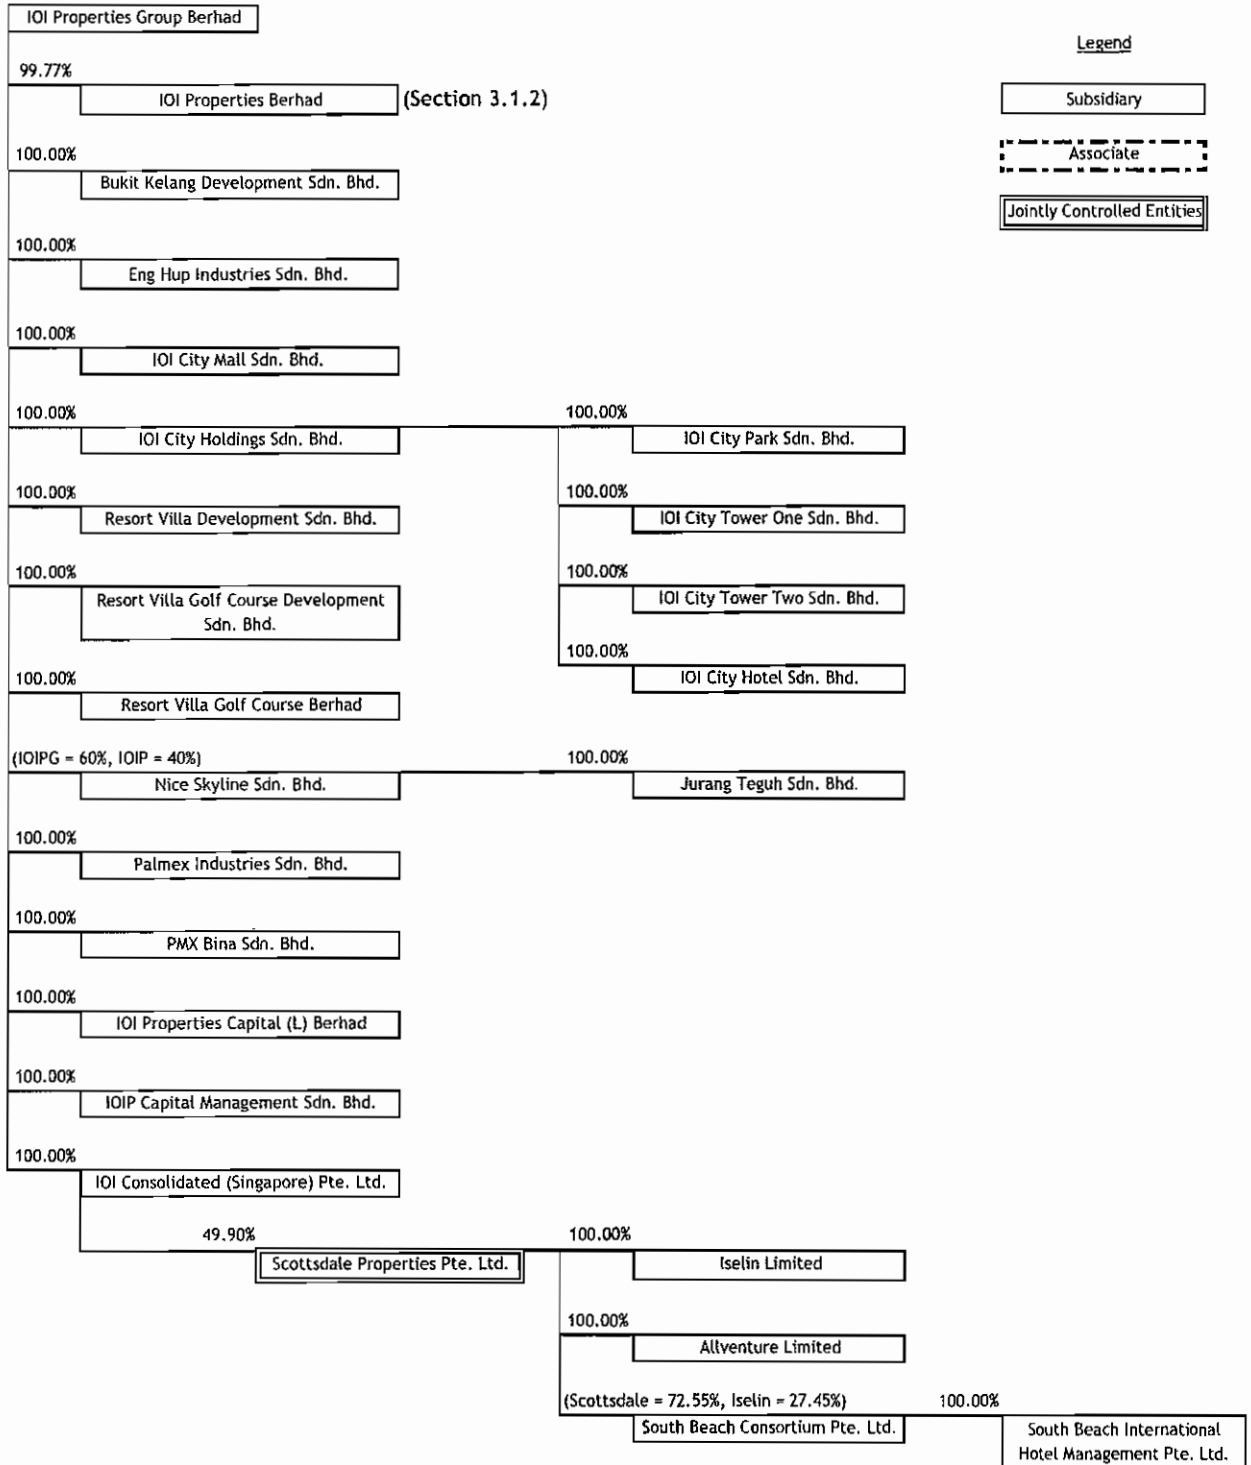 IOI Properties Group Berhad
Legend
99.77%
IOI Properties Berhad
(Section 3.1.2)
Subsidiary
100.00%
Associate
Bukit Kelang Development Sdn. Bhd.
Jointly Controlled Entities
100.00%
Eng Hup Industries Sdn. Bhd.
100.00%
IOI City Mall Sdn. Bhd.
100.00%
100.00%
IOI City Holdings Sdn. Bhd.
IOI City Park Sdn. Bhd.
100.00%
100.00%
Resort Villa Development Sdn. Bhd.
IOI City Tower One Sdn. Bhd.
100.00%
100.00%
Resort Villa Golf Course Development
Sdn. Bhd.
IOI City Tower Two Sdn. Bhd.
100.00%
100.00%
Resort Villa Golf Course Berhad
IOI City Hotel Sdn. Bhd.
(IOIPG = 60%, IOIP = 40%)
100.00%
Nice Skyline Sdn. Bhd.
Jurang Teguh Sdn. Bhd.
100.00%
Palmex Industries Sdn. Bhd.
100.00%
PMX Bina Sdn. Bhd.
100.00%
IOI Properties Capital (L) Berhad
100.00%
IOIP Capital Management Sdn. Bhd.
100.00%
IOI Consolidated (Singapore) Pte. Ltd.
49.90%
100.00%
Scottsdale Properties Pte. Ltd.
Iselin Limited
100.00%
Allventure Limited
(Scottsdale = 72.55%, Iselin = 27.45%)
100.00%
South Beach Consortium Pte. Ltd.
South Beach International
Hotel Management Pte. Ltd.